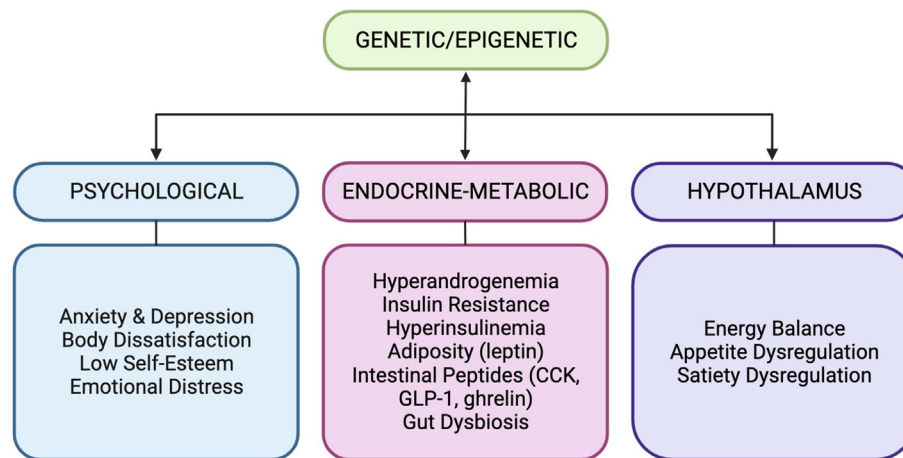 GENETIC/EPIGENETIC
PSYCHOLOGICAL
ENDOCRINE-METABOLIC
HYPOTHALAMUS
Anxiety & Depression
Body Dissatisfaction
Low Self-Esteem
Emotional Distress
Hyperandrogenemia
Insulin Resistance
Hyperinsulinemia
Adiposity (leptin)
Intestinal Peptides (CCK,
GLP-1, ghrelin)
Gut Dysbiosis
Energy Balance
Appetite Dysregulation
Satiety Dysregulation